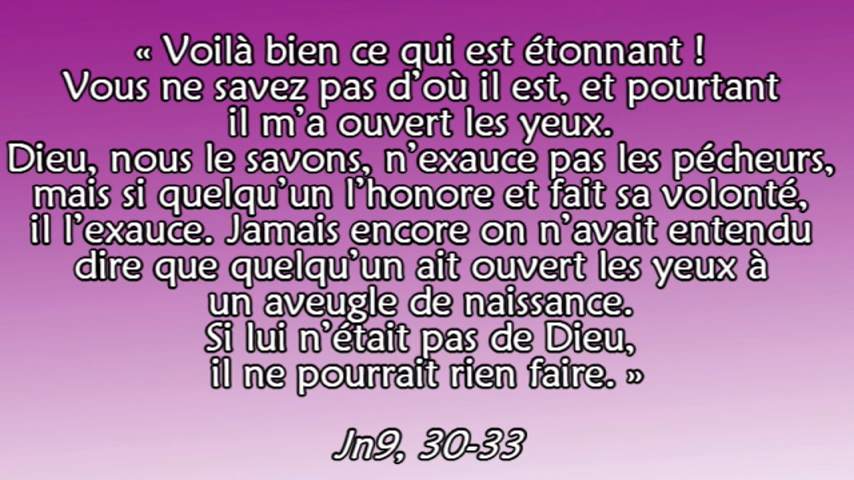 « Voilà bien ce qui est étonnant !
Vous ne savez pas d’où il est, et pourtant
il m’a ouvert les yeux.
Dieu, nous le savons, n’exauce pas les pécheurs,
mais si quelqu’un l’honore et fait sa volonté,
il l’exauce. Jamais encore on n’avait entendu
dire que quelqu’un ait ouvert les yeux à
un aveugle de naissance.
Si lui n’était pas de Dieu,
il ne pourrait rien faire. »
Jn9, 30-33